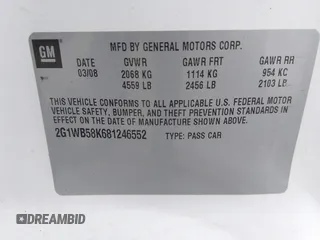 GM
MFD BY GENERAL MOTORS CORP.
DATE GVWR GAWR FRT GAWR RH
03/08 2068 KG 1114 KG 954 KC
4559 LB 2456 LB 2103 LB
THIS VEHICLE CONFORMS TO ALL APPLICABLE U.S. FEDERAL MOTOR
VEHICLE SAFETY, BUMPER, AND THEFT PREVENTION STANDARDS IN
EFFECT ON THE DATE OF MANUFACTURE SHOWN ABOVE
2G1WB58K681246552 TYPE: PASS CAR
DREAMBID